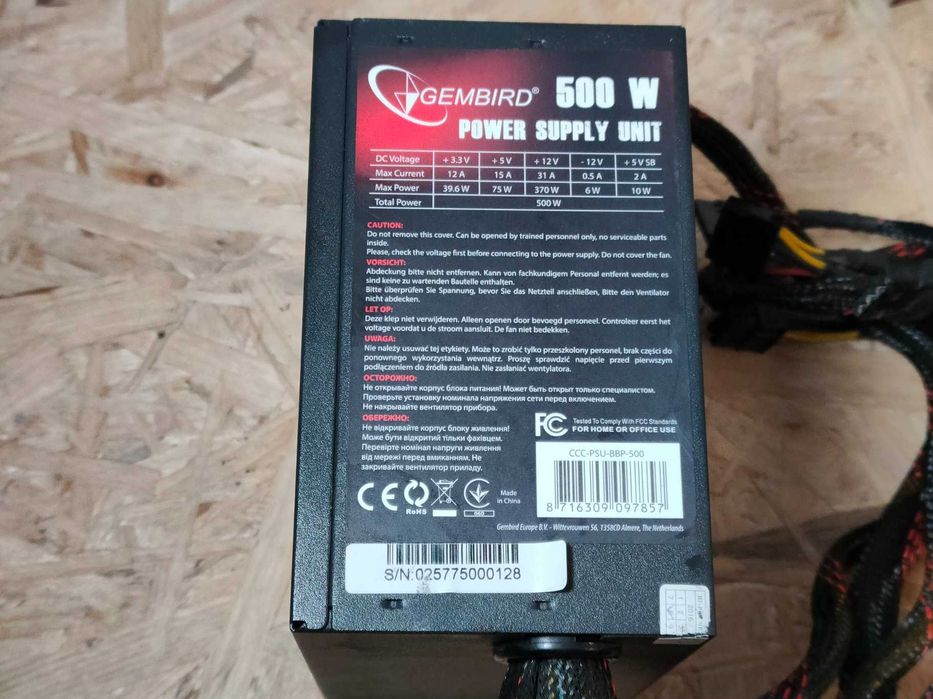 GEMBIRD® 500 W
POWER SUPPLY UNIT
DC Voltage + 3.3 V + 5 V + 12 V - 12 V + 5 V SB
Max Current 12 A 15 A 31 A 0.5 A 2 A
Max Power 39.6 W 75 W 370 W 6 W 10 W
Total Power 500 W
CAUTION:
Do not remove this cover. Can be opened by trained personnel only, no serviceable parts
inside.
Please, check the voltage first before connecting to the power supply. Do not cover the fan.
VORSICHT:
Abdeckung bitte nicht entfernen. Kann von fachkundigem Personal entfernt werden; es
sind keine zu wartenden Bauteile enthalten.
Bitte überprüfen Sie Spannung, bevor Sie das Netzteil anschließen, Bitte den Ventilator
nicht abdecken.
LET OP:
Deze klep niet verwijderen. Alleen openen door bevoegd personeel. Controleer eerst het
voltage voordat u de stroom aansluit. De fan niet bedekken.
UWAGA:
Nie należy usuwać tej etykiety. Może to zrobić tylko przeszkolony personel, brak części do
ponownego wykorzystania wewnątrz. Proszę sprawdzić napięcie przed pierwszym
podłączeniem do źródła zasilania. Nie zasłaniać wentylatora.
ОСТОРОЖНО:
Не открывайте корпус блока питания! Может быть открыт только специалистом.
Проверьте установку номинала напряжения сети перед включением.
Не накрывайте вентилятор прибора.
ОБЕРЕЖНО:
Не відкривайте корпус блоку живлення!
Може бути відкритий тільки фахівцем.
Перевірте номінал напруги живлення
від мережі перед вмиканням. Не
закривайте вентилятор приладу.
FC Tested To Comply With FCC Standards
FOR HOME OR OFFICE USE
CCC-PSU-BBP-500
8 716309 097857
CE RoHS Made
in China
Gembird Europe B.V. - Wittevrouwen 56, 1358CD Almere, The Netherlands
S/N:025775000128
2016